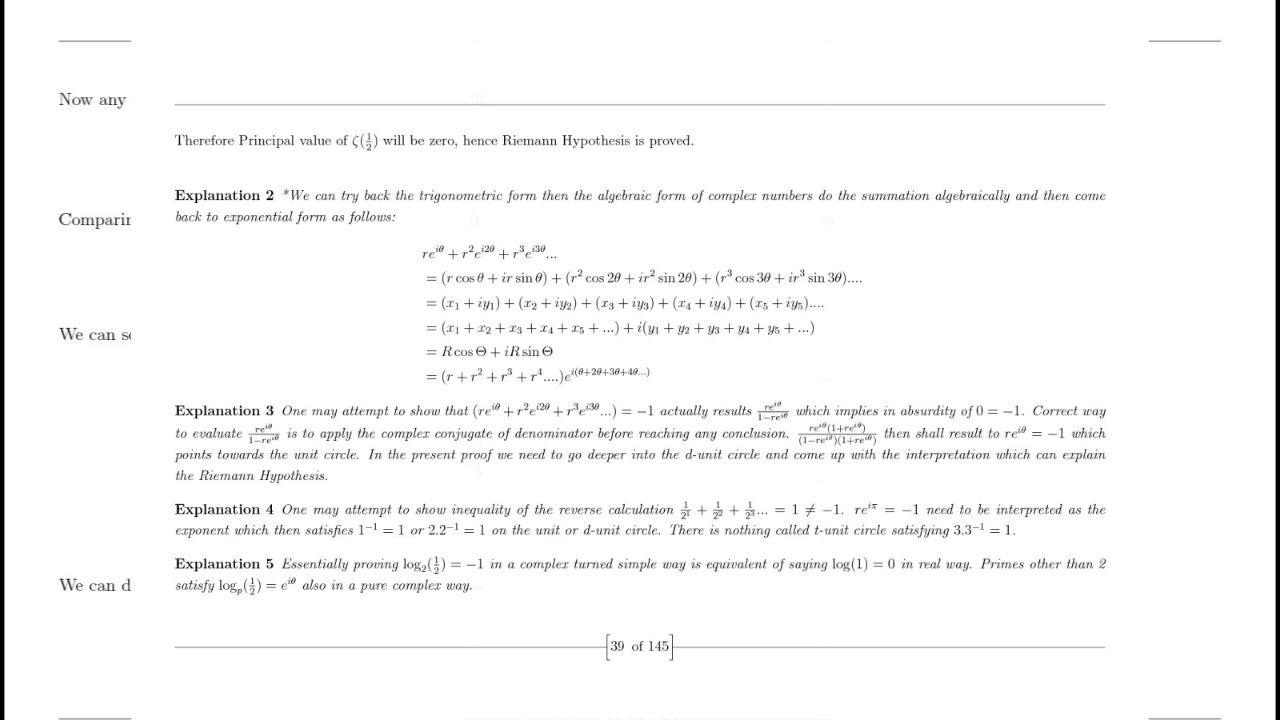 Now any
Therefore Principal value of ζ(1/2) will be zero, hence Riemann Hypothesis is proved.
Explanation 2 *We can try back the trigonometric form then the algebraic form of complex numbers do the summation algebraically and then come
Comparin
back to exponential form as follows:
re^{iθ} + r^2e^{i2θ} + r^3e^{i3θ}...
= (r cos θ + ir sin θ) + (r^2 cos 2θ + ir^2 sin 2θ) + (r^3 cos 3θ + ir^3 sin 3θ)....
= (x_1 + iy_1) + (x_2 + iy_2) + (x_3 + iy_3) + (x_4 + iy_4) + (x_5 + iy_5)....
= (x_1 + x_2 + x_3 + x_4 + x_5 + ...) + i(y_1 + y_2 + y_3 + y_4 + y_5 + ...)
We can se
= R cos Θ + iR sin Θ
= (r + r^2 + r^3 + r^4....)e^{i(θ+2θ+3θ+4θ...)}
Explanation 3 One may attempt to show that (re^{iθ} + r^2e^{i2θ} + r^3e^{i3θ}...) = −1 actually results re^{iθ}/(1−re^{iθ}) which implies in absurdity of 0 = −1. Correct way
to evaluate re^{iθ}/(1−re^{iθ}) is to apply the complex conjugate of denominator before reaching any conclusion. re^{iθ}(1+re^{iθ})/((1−re^{iθ})(1+re^{iθ})) then shall result to re^{iθ} = −1 which
points towards the unit circle. In the present proof we need to go deeper into the d-unit circle and come up with the interpretation which can explain
the Riemann Hypothesis.
Explanation 4 One may attempt to show inequality of the reverse calculation 1/2^1 + 1/2^2 + 1/2^3... = 1 ≠ −1. re^{iπ} = −1 need to be interpreted as the
exponent which then satisfies 1^{−1} = 1 or 2.2^{−1} = 1 on the unit or d-unit circle. There is nothing called t-unit circle satisfying 3.3^{−1} = 1.
Explanation 5 Essentially proving log_2(1/2) = −1 in a complex turned simple way is equivalent of saying log(1) = 0 in real way. Primes other than 2
We can d
satisfy log_p(1/2) = e^{iθ} also in a pure complex way.
[39 of 145]